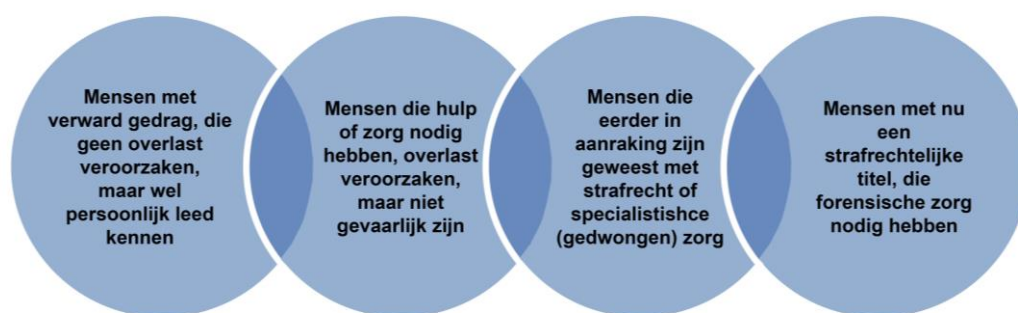 Mensen met
verward gedrag, die
geen overlast
veroorzaken,
maar wel
persoonlijk leed
kennen
Mensen die hulp
of zorg nodig
hebben, overlast
veroorzaken,
maar niet
gevaarlijk zijn
Mensen die
eerder in
aanraking zijn
geweest met
strafrecht of
specialistishce
(gedwongen) zorg
Mensen met nu
een
strafrechtelijke
titel, die
forensische zorg
nodig hebben